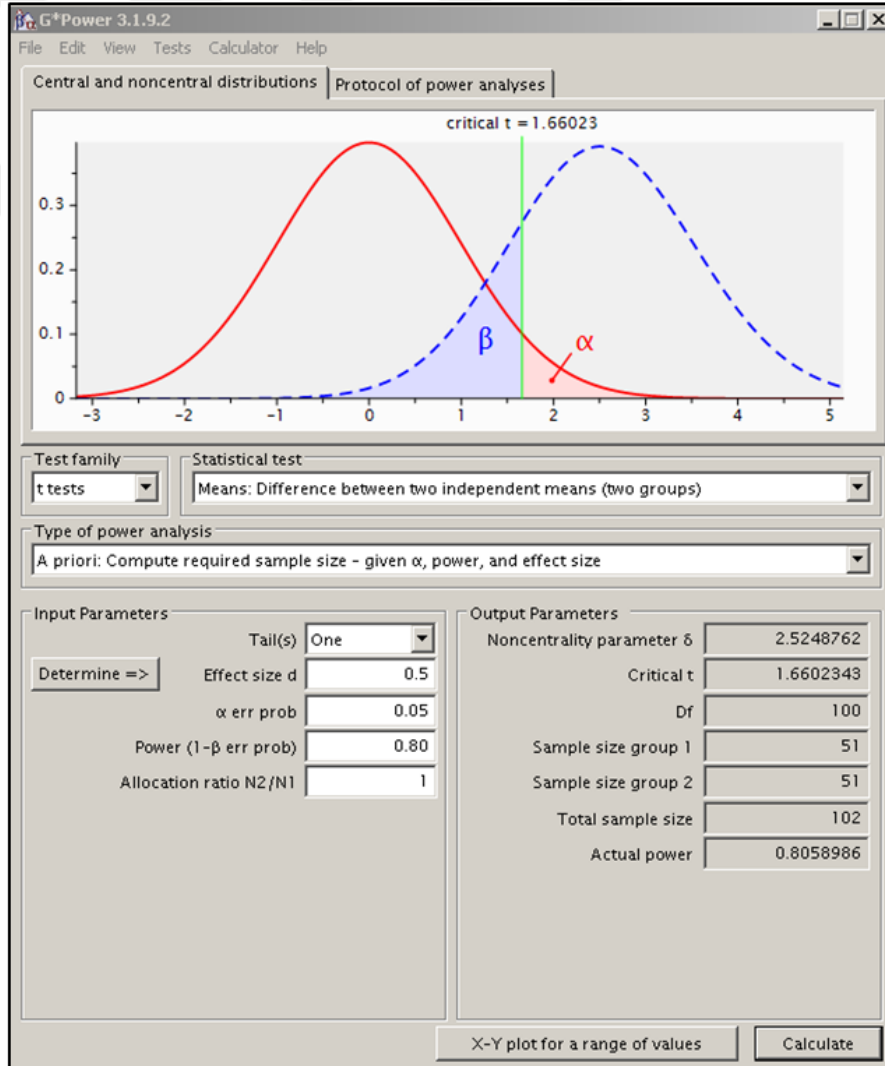 G*Power 3.1.9.2
File Edit View Tests Calculator Help
Central and noncentral distributions Protocol of power analyses
critical t = 1.66023
0.3
0.2
0.1
0
β
α
-3 -2 -1 0 1 2 3 4 5
Test family
t tests
Statistical test
Means: Difference between two independent means (two groups)
Type of power analysis
A priori: Compute required sample size – given α, power, and effect size
Input Parameters
Tail(s) One
Determine => Effect size d 0.5
α err prob 0.05
Power (1-β err prob) 0.80
Allocation ratio N2/N1 1
Output Parameters
Noncentrality parameter δ 2.5248762
Critical t 1.6602343
Df 100
Sample size group 1 51
Sample size group 2 51
Total sample size 102
Actual power 0.8058986
X-Y plot for a range of values Calculate